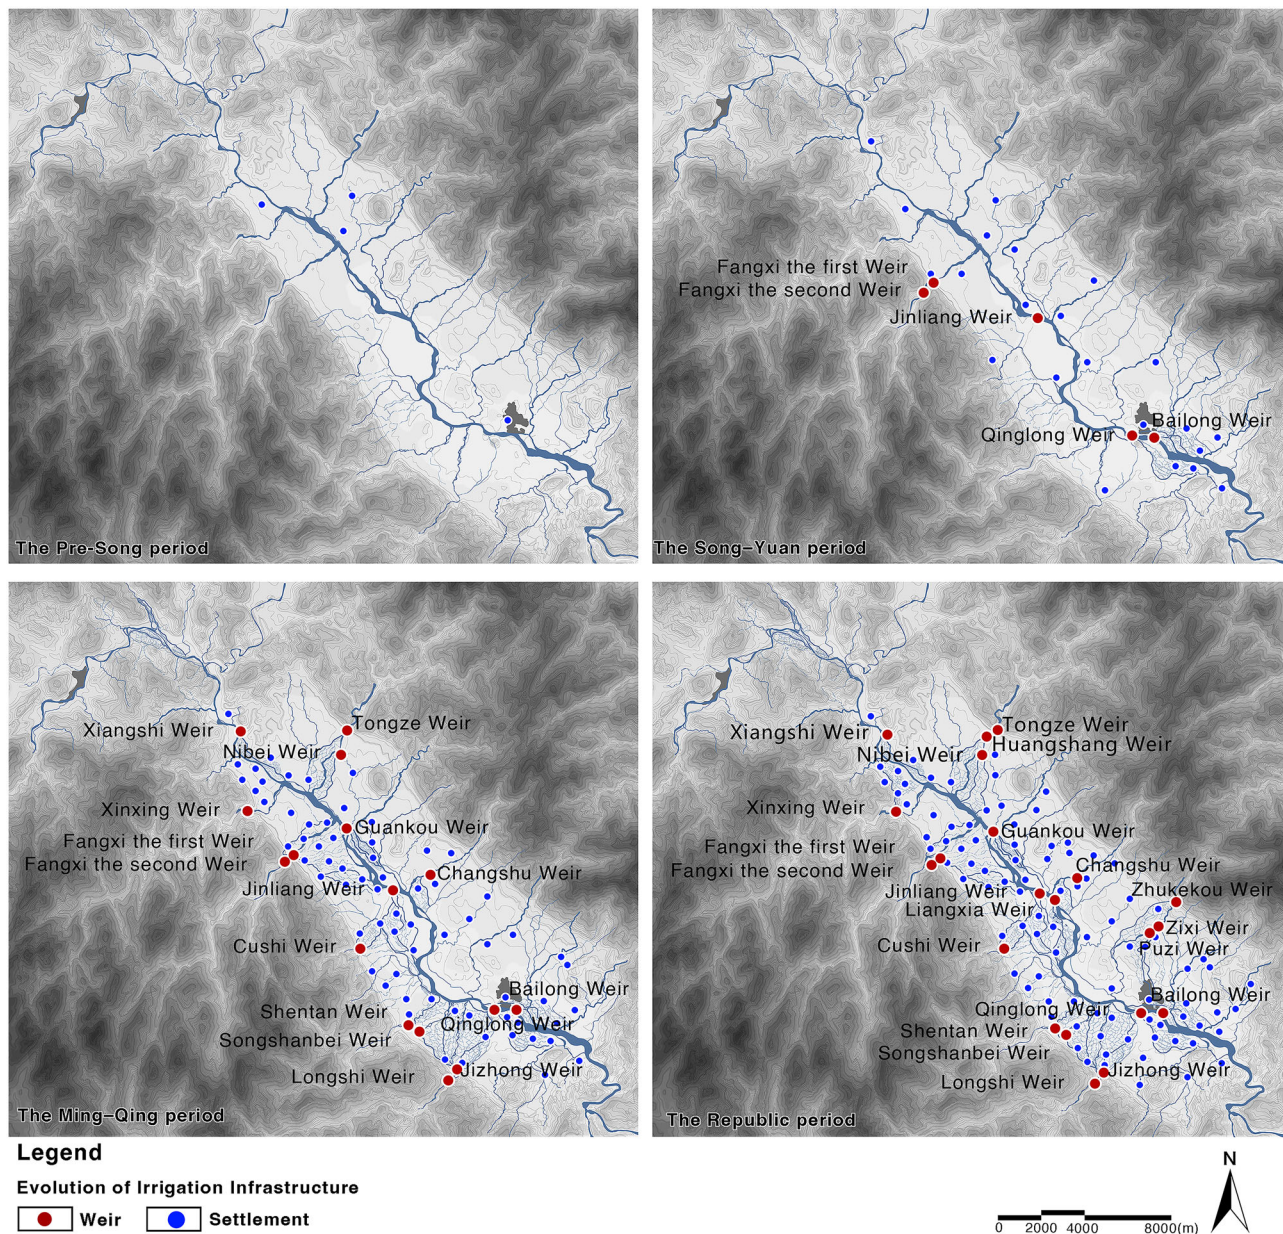 The Pre-Song period
Fangxi the first Weir
Fangxi the second Weir
Jinliang Weir
Bailong Weir
Qinglong Weir
The Song–Yuan period
Xiangshi Weir
Tongze Weir
Nibei Weir
Xinxing Weir
Guankou Weir
Fangxi the first Weir
Fangxi the second Weir
Changshu Weir
Jinliang Weir
Cushi Weir
Bailong Weir
Shentan Weir
Qinglong Weir
Songshanbei Weir
Jizhong Weir
Longshi Weir
The Ming–Qing period
Xiangshi Weir
Tongze Weir
Huangshang Weir
Nibei Weir
Xinxing Weir
Guankou Weir
Fangxi the first Weir
Fangxi the second Weir
Changshu Weir
Jinliang Weir
Zhukekou Weir
Liangxia Weir
Zixi Weir
Cushi Weir
Puzi Weir
Bailong Weir
Qinglong Weir
Shentan Weir
Songshanbei Weir
Jizhong Weir
Longshi Weir
The Republic period
Legend
Evolution of Irrigation Infrastructure
Weir
Settlement
N
0 2000 4000 8000(m)